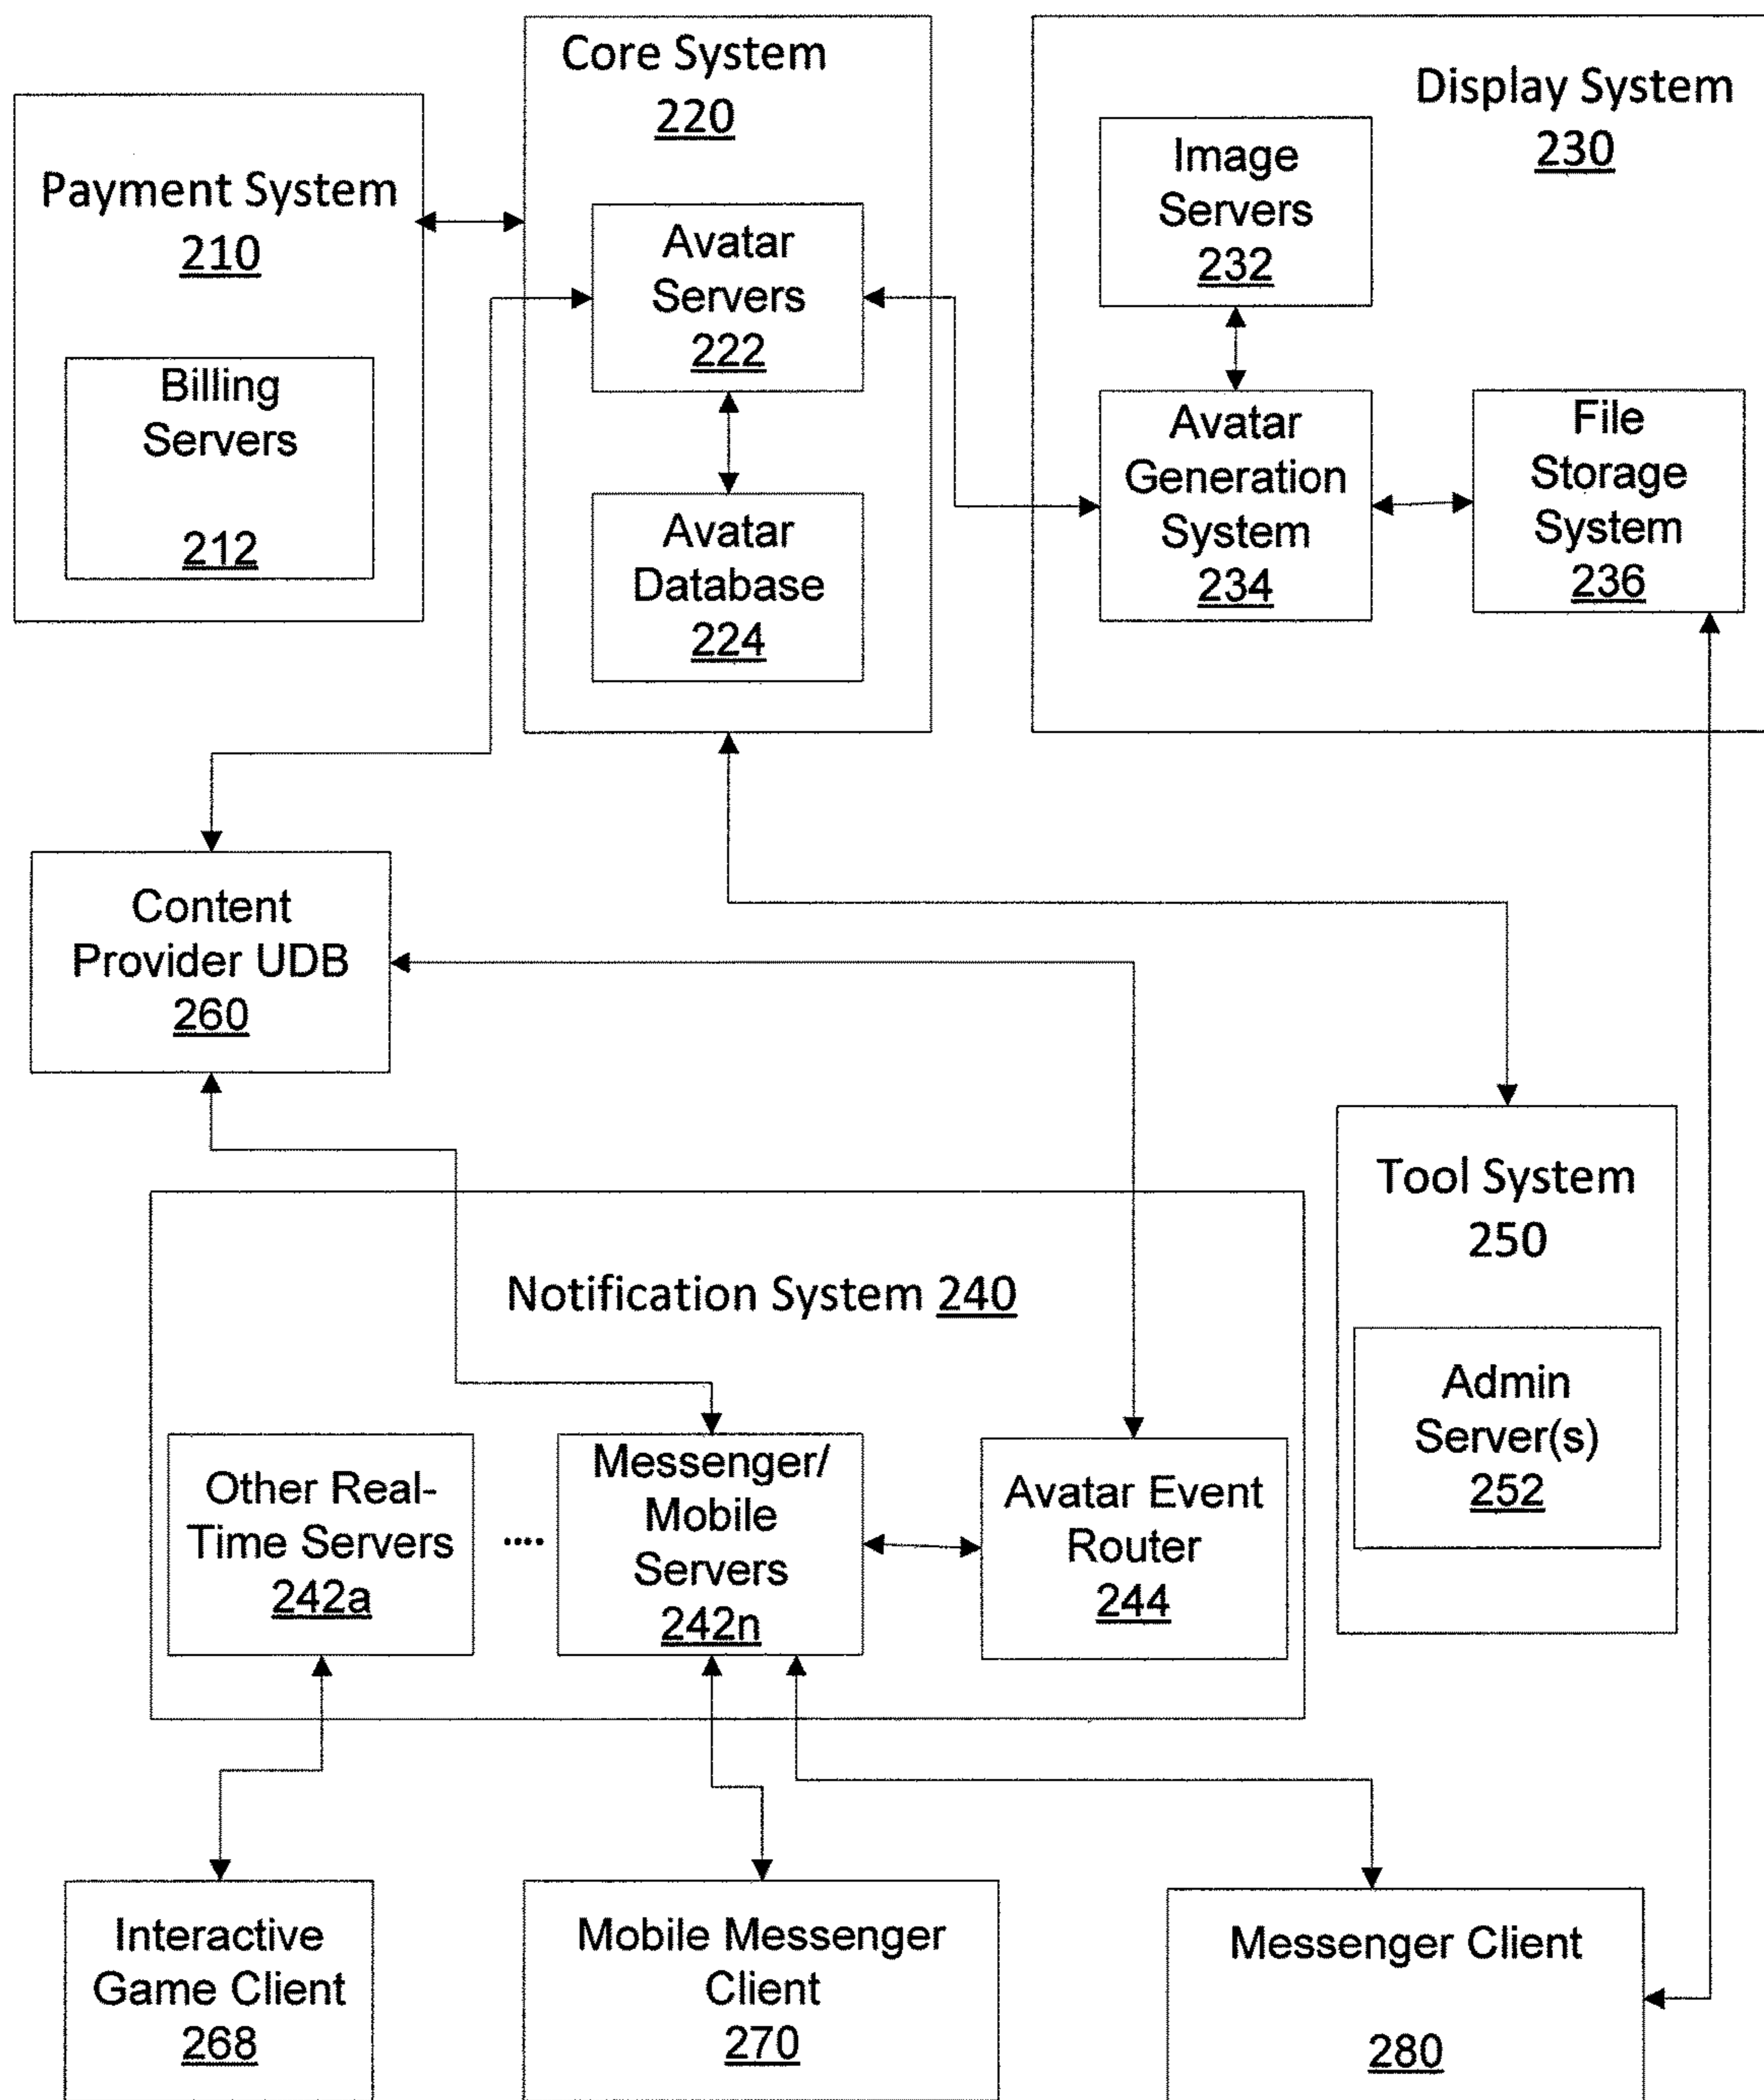 Core System
220
Display System
230
Payment System
210
Image
Servers
232
Avatar
Servers
222
Billing
Servers
212
Avatar
Generation
System
234
File
Storage
System
236
Avatar
Database
224
Content
Provider UDB
260
Tool System
250
Notification System 240
Admin
Server(s)
252
Other Real-
Time Servers
242a
....
Messenger/
Mobile
Servers
242n
Avatar Event
Router
244
Interactive
Game Client
268
Mobile Messenger
Client
270
Messenger Client
280